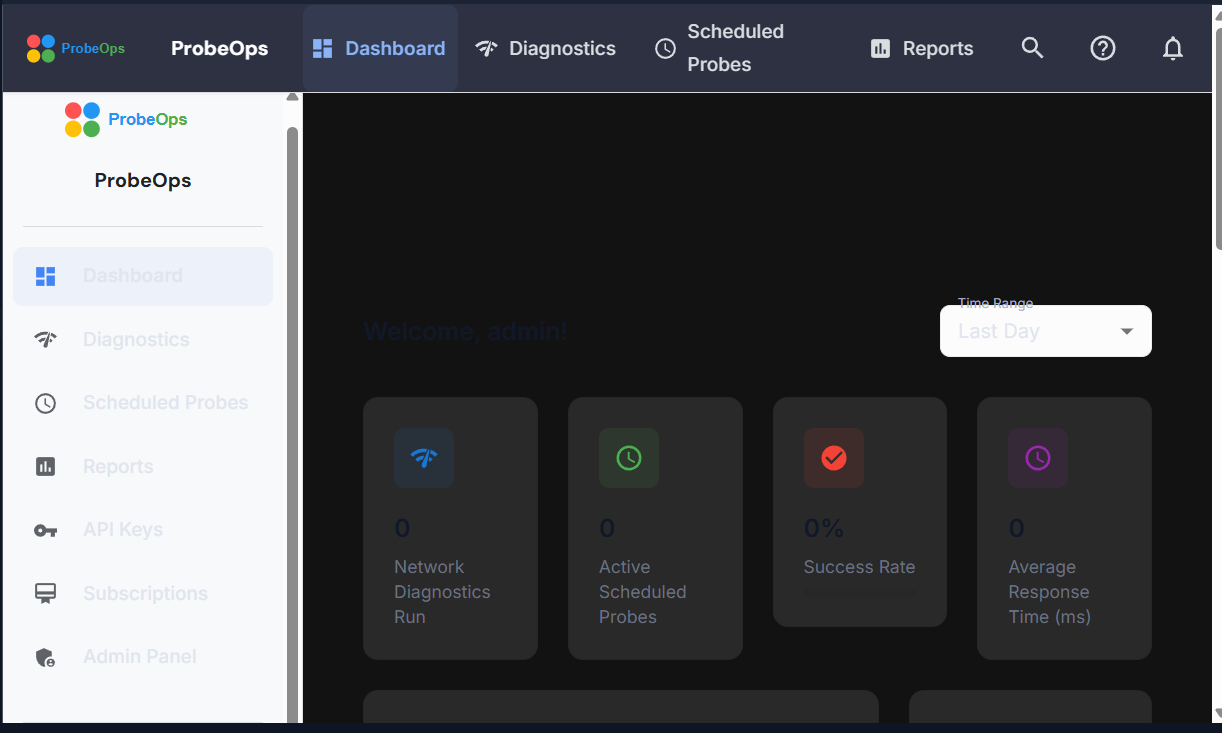 ProbeOps
ProbeOps
Dashboard
Diagnostics
Scheduled
Probes
Reports
ProbeOps
ProbeOps
Dashboard
Diagnostics
Scheduled Probes
Reports
API Keys
Subscriptions
Admin Panel
Welcome, admin!
Time Range
Last Day
0
Network
Diagnostics
Run
0
Active
Scheduled
Probes
0%
Success Rate
0
Average
Response
Time (ms)